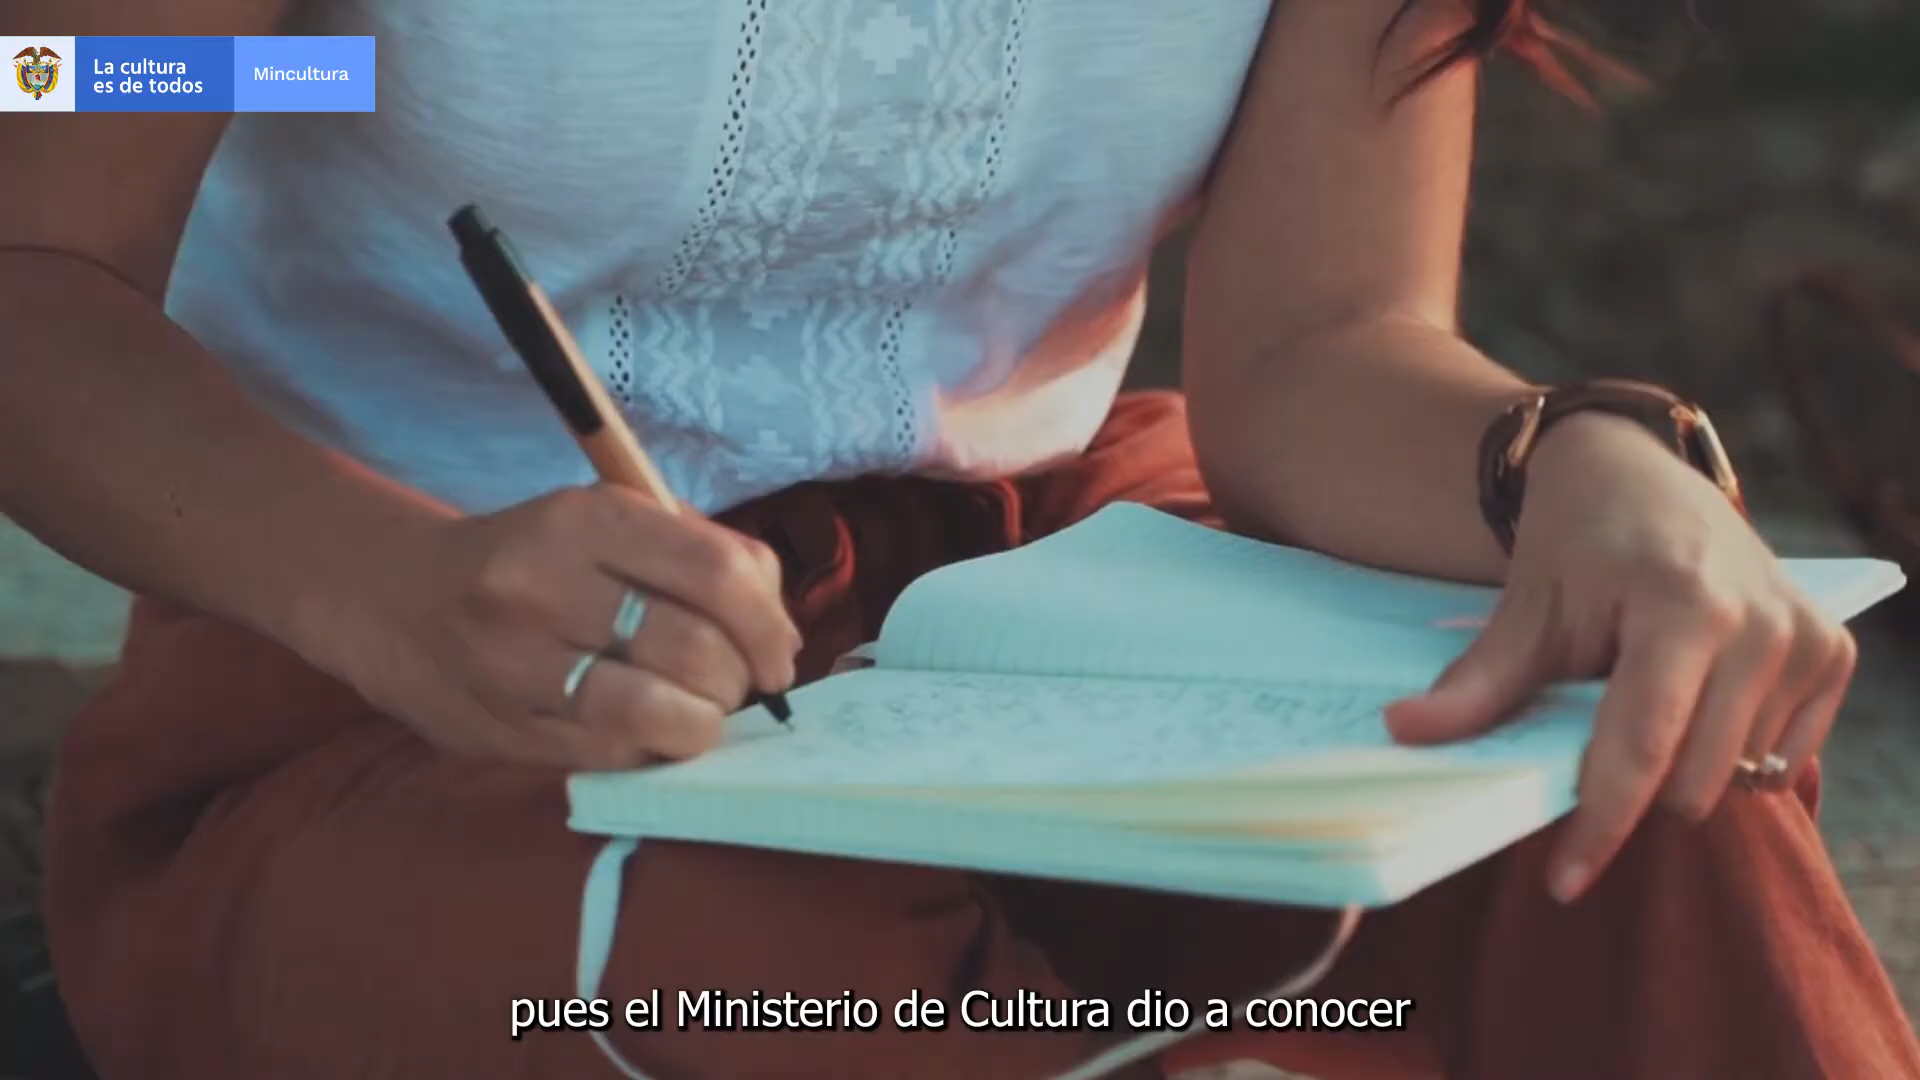 La cultura
es de todos
Mincultura
pues el Ministerio de Cultura dio a conocer